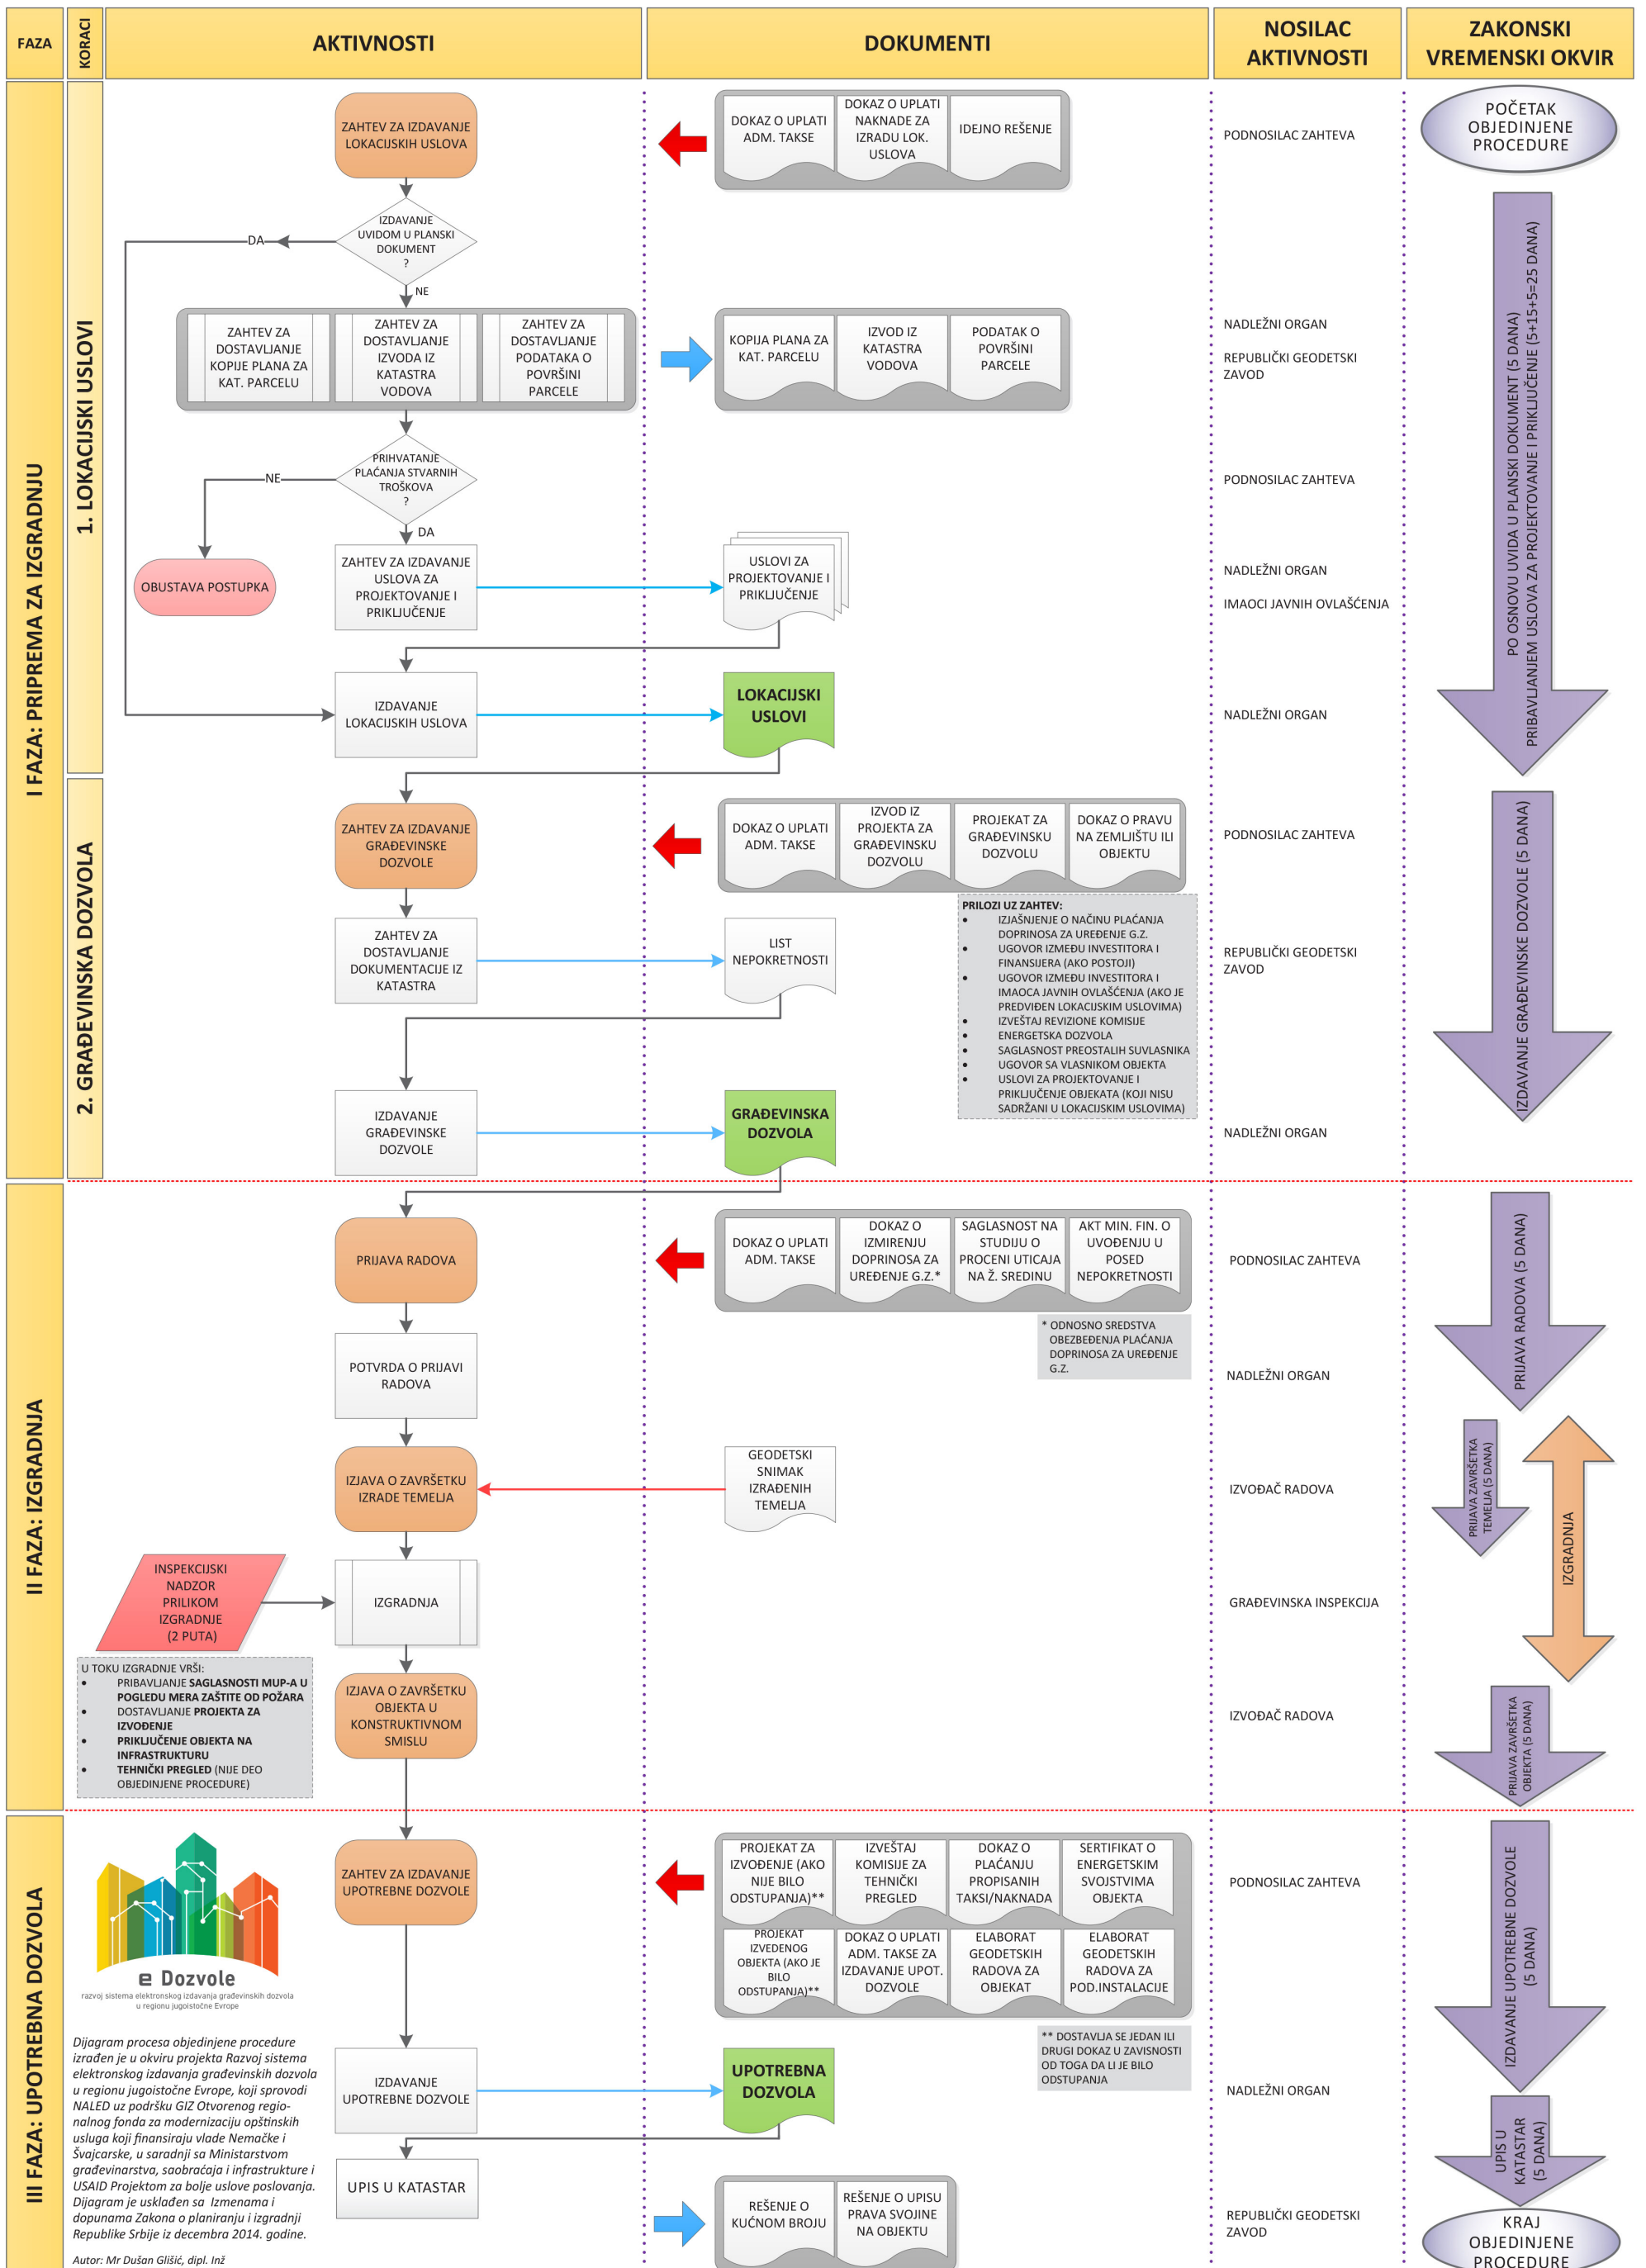 FAZA
KORACI
AKTIVNOSTI
DOKUMENTI
NOSILAC
AKTIVNOSTI
ZAKONSKI
VREMENSKI OKVIR
I FAZA: PRIPREMA ZA IZGRADNJU
1. LOKACIJSKI USLOVI
ZAHTEV ZA IZDAVANJE
LOKACIJSKIH USLOVA
DOKAZ O UPLATI
ADM. TAKSE
DOKAZ O UPLATI
NAKNADE ZA
IZRADU LOK.
USLOVA
IDEJNO REŠENJE
PODNOSILAC ZAHTEVA
POČETAK
OBJEDINJENE
PROCEDURE
IZDAVANJE
UVIDOM U PLANSKI
DOKUMENT
?
DA
NE
ZAHTEV ZA
DOSTAVLJANJE
KOPIJE PLANA ZA
KAT. PARCELU
ZAHTEV ZA
DOSTAVLJANJE
IZVODA IZ
KATASTRA
VODOVA
ZAHTEV ZA
DOSTAVLJANJE
PODATAKA O
POVRŠINI
PARCELE
KOPIJA PLANA ZA
KAT. PARCELU
IZVOD IZ
KATASTRA
VODOVA
PODATAK O
POVRŠINI
PARCELE
NADLEŽNI ORGAN
REPUBLIČKI GEODETSKI
ZAVOD
PO OSNOVU UVIDA U PLANSKI DOKUMENT (5 DANA)
PRIBAVLJANJEM USLOVA ZA PROJEKTOVANJE I PRIKLJUČENJE (5+15+5=25 DANA)
PRIHVATANJE
PLAĆANJA STVARNIH
TROŠKOVA
?
NE
DA
PODNOSILAC ZAHTEVA
OBUSTAVA POSTUPKA
ZAHTEV ZA IZDAVANJE
USLOVA ZA
PROJEKTOVANJE I
PRIKLJUČENJE
USLOVI ZA
PROJEKTOVANJE I
PRIKLJUČENJE
NADLEŽNI ORGAN
IMAOCI JAVNIH OVLAŠĆENJA
IZDAVANJE
LOKACIJSKIH USLOVA
LOKACIJSKI
USLOVI
NADLEŽNI ORGAN
2. GRAĐEVINSKA DOZVOLA
ZAHTEV ZA IZDAVANJE
GRAĐEVINSKE
DOZVOLE
DOKAZ O UPLATI
ADM. TAKSE
IZVOD IZ
PROJEKTA ZA
GRAĐEVINSKU
DOZVOLU
PROJEKAT ZA
GRAĐEVINSKU
DOZVOLU
DOKAZ O PRAVU
NA ZEMLJIŠTU ILI
OBJEKTU
PODNOSILAC ZAHTEVA
IZDAVANJE GRAĐEVINSKE DOZVOLE (5 DANA)
PRILOZI UZ ZAHTEV:
• IZJAŠNJENJE O NAČINU PLAĆANJA
DOPRINOSA ZA UREĐENJE G.Z.
• UGOVOR IZMEĐU INVESTITORA I
FINANSIJERA (AKO POSTOJI)
• UGOVOR IZMEĐU INVESTITORA I
IMAOCA JAVNIH OVLAŠĆENJA (AKO JE
PREDVIĐEN LOKACIJSKIM USLOVIMA)
• IZVEŠTAJ REVIZIONE KOMISIJE
• ENERGETSKA DOZVOLA
• SAGLASNOST PREOSTALIH SUVLASNIKA
• UGOVOR SA VLASNIKOM OBJEKTA
• USLOVI ZA PROJEKTOVANJE I
PRIKLJUČENJE OBJEKATA (KOJI NISU
SADRŽANI U LOKACIJSKIM USLOVIMA)
ZAHTEV ZA
DOSTAVLJANJE
DOKUMENTACIJE IZ
KATASTRA
LIST
NEPOKRETNOSTI
REPUBLIČKI GEODETSKI
ZAVOD
IZDAVANJE
GRAĐEVINSKE
DOZVOLE
GRAĐEVINSKA
DOZVOLA
NADLEŽNI ORGAN
II FAZA: IZGRADNJA
PRIJAVA RADOVA
DOKAZ O UPLATI
ADM. TAKSE
DOKAZ O
IZMIRENJU
DOPRINOSA ZA
UREĐENJE G.Z.*
SAGLASNOST NA
STUDIJU O
PROCENI UTICAJA
NA Ž. SREDINU
AKT MIN. FIN. O
UVOĐENJU U
POSED
NEPOKRETNOSTI
PODNOSILAC ZAHTEVA
PRIJAVA RADOVA (5 DANA)
* ODNOSNO SREDSTVA
OBEZBEĐENJA PLAĆANJA
DOPRINOSA ZA UREĐENJE
G.Z.
POTVRDA O PRIJAVI
RADOVA
NADLEŽNI ORGAN
IZJAVA O ZAVRŠETKU
IZRADE TEMELJA
GEODETSKI
SNIMAK
IZRAĐENIH
TEMELJA
IZVOĐAČ RADOVA
PRIJAVA ZAVRŠETKA
TEMELJA (5 DANA)
IZGRADNJA
INSPEKCIJSKI
NADZOR
PRILIKOM
IZGRADNJE
(2 PUTA)
IZGRADNJA
GRAĐEVINSKA INSPEKCIJA
U TOKU IZGRADNJE VRŠI:
• PRIBAVLJANJE SAGLASNOSTI MUP-A U
POGLEDU MERA ZAŠTITE OD POŽARA
• DOSTAVLJANJE PROJEKTA ZA
IZVOĐENJE
• PRIKLJUČENJE OBJEKTA NA
INFRASTRUKTURU
• TEHNIČKI PREGLED (NIJE DEO
OBJEDINJENE PROCEDURE)
IZJAVA O ZAVRŠETKU
OBJEKTA U
KONSTRUKTIVNOM
SMISLU
IZVOĐAČ RADOVA
PRIJAVA ZAVRŠETKA
OBJEKTA (5 DANA)
III FAZA: UPOTREBNA DOZVOLA
ZAHTEV ZA IZDAVANJE
UPOTREBNE DOZVOLE
PROJEKAT ZA
IZVOĐENJE (AKO
NIJE BILO
ODSTUPANJA)**
IZVEŠTAJ
KOMISIJE ZA
TEHNIČKI
PREGLED
DOKAZ O
PLAĆANJU
PROPISANIH
TAKSI/NAKNADA
SERTIFIKAT O
ENERGETSKIM
SVOJSTVIMA
OBJEKTA
PROJEKAT
IZVEDENOG
OBJEKTA (AKO JE
BILO
ODSTUPANJA)**
DOKAZ O UPLATI
ADM. TAKSE ZA
IZDAVANJE UPOT.
DOZVOLE
ELABORAT
GEODETSKIH
RADOVA ZA
OBJEKAT
ELABORAT
GEODETSKIH
RADOVA ZA
POD.INSTALACIJE
PODNOSILAC ZAHTEVA
IZDAVANJE UPOTREBNE DOZVOLE
(5 DANA)
** DOSTAVLJA SE JEDAN ILI
DRUGI DOKAZ U ZAVISNOSTI
OD TOGA DA LI JE BILO
ODSTUPANJA
e Dozvole
razvoj sistema elektronskog izdavanja građevinskih dozvola
u regionu jugoistočne Evrope
Dijagram procesa objedinjene procedure
izrađen je u okviru projekta Razvoj sistema
elektronskog izdavanja građevinskih dozvola
u regionu jugoistočne Evrope, koji sprovodi
NALED uz podršku GIZ Otvorenog regio-
nalnog fonda za modernizaciju opštinskih
usluga koji finansiraju vlade Nemačke i
Švajcarske, u saradnji sa Ministarstvom
građevinarstva, saobraćaja i infrastrukture i
USAID Projektom za bolje uslove poslovanja.
Dijagram je usklađen sa Izmenama i
dopunama Zakona o planiranju i izgradnji
Republike Srbije iz decembra 2014. godine.
Autor: Mr Dušan Glišić, dipl. Inž
IZDAVANJE
UPOTREBNE DOZVOLE
UPOTREBNA
DOZVOLA
NADLEŽNI ORGAN
UPIS U
KATASTAR
(5 DANA)
UPIS U KATASTAR
REŠENJE O
KUĆNOM BROJU
REŠENJE O UPISU
PRAVA SVOJINE
NA OBJEKTU
REPUBLIČKI GEODETSKI
ZAVOD
KRAJ
OBJEDINJENE
PROCEDURE